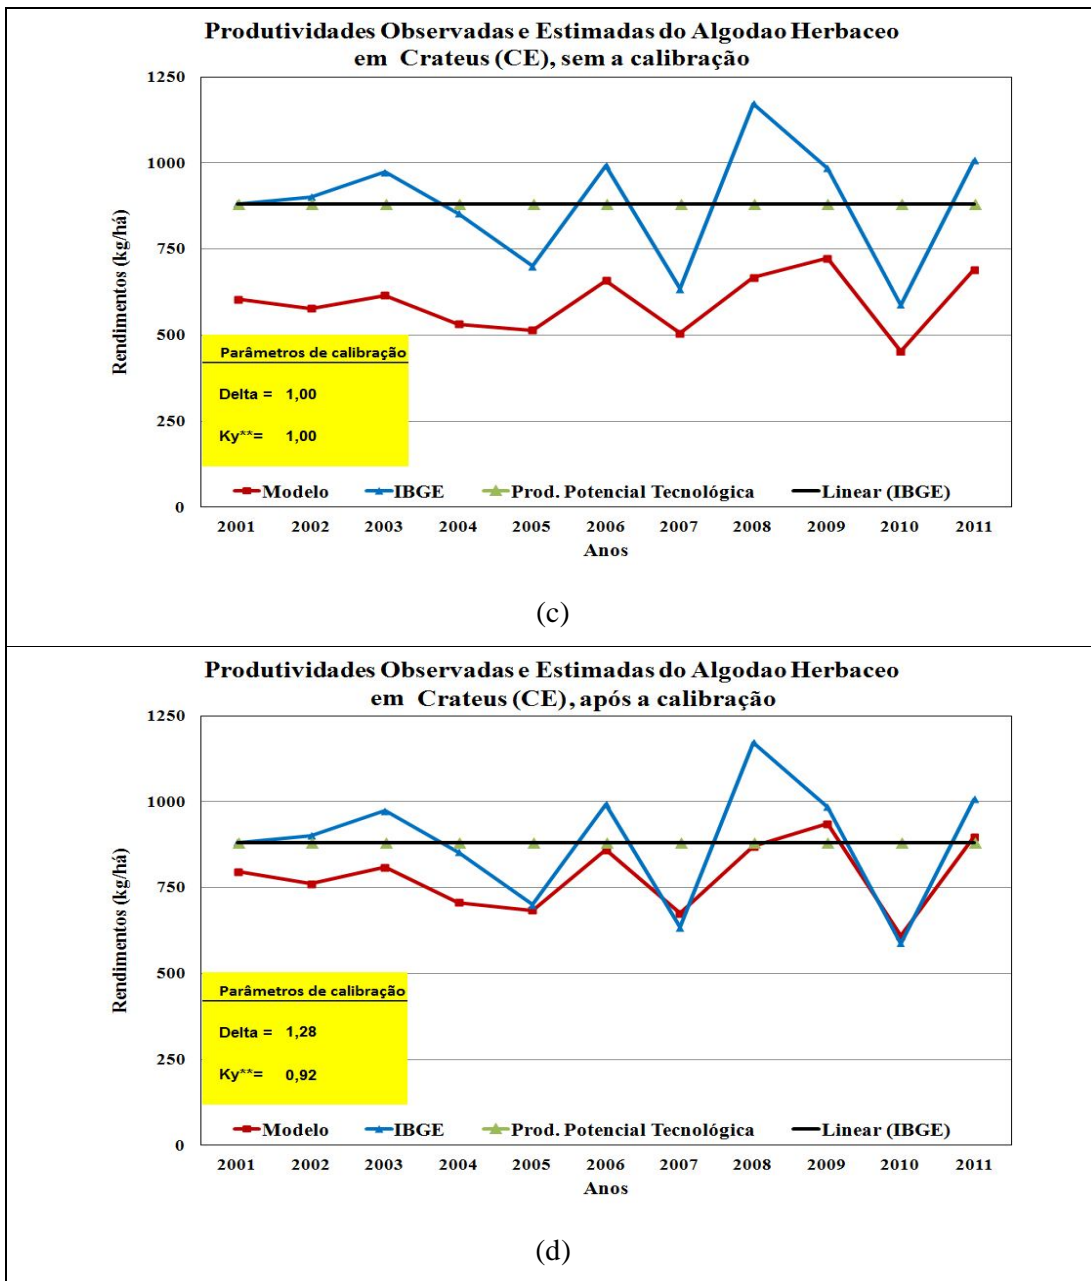 Produtividades Observadas e Estimadas do Algodao Herbaceo
em Crateus (CE), sem a calibração
1250
1000
750
500
250
0
Rendimentos (kg/há)
Parâmetros de calibração
Delta = 1,00
Ky**= 1,00
Modelo IBGE Prod. Potencial Tecnológica Linear (IBGE)
2001 2002 2003 2004 2005 2006 2007 2008 2009 2010 2011
Anos
(c)
Produtividades Observadas e Estimadas do Algodao Herbaceo
em Crateus (CE), após a calibração
1250
1000
750
500
250
0
Rendimentos (kg/há)
Parâmetros de calibração
Delta = 1,28
Ky**= 0,92
Modelo IBGE Prod. Potencial Tecnológica Linear (IBGE)
2001 2002 2003 2004 2005 2006 2007 2008 2009 2010 2011
Anos
(d)